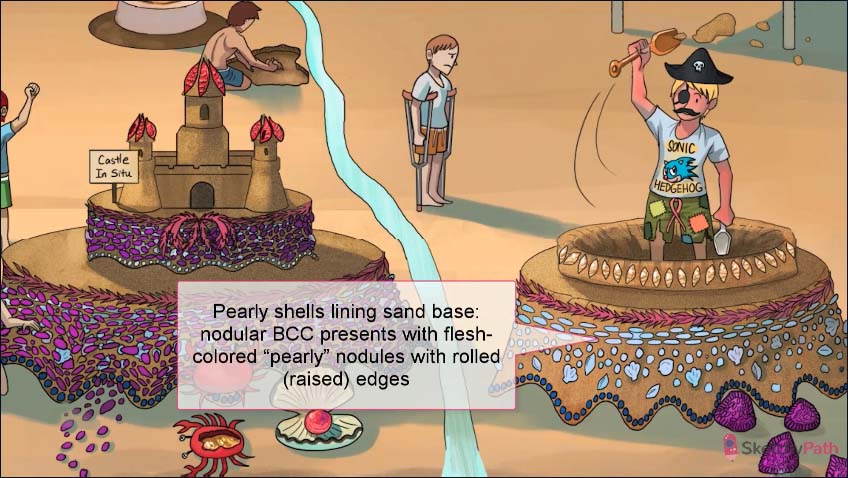 Castle
In Situ
SONIC
HEDGEHOG
Pearly shells lining sand base:
nodular BCC presents with flesh-
colored “pearly” nodules with rolled
(raised) edges
SketchyPath